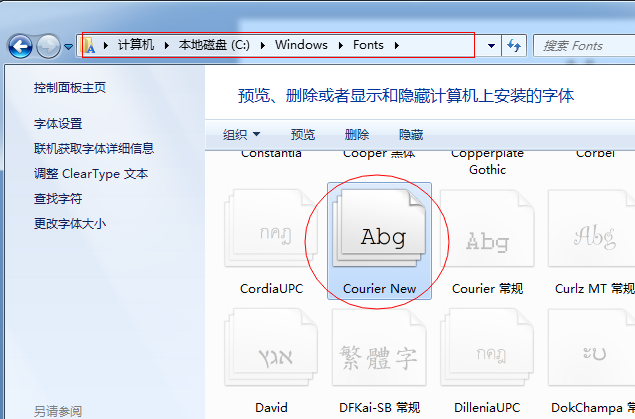 计算机 本地磁盘 (C:) Windows Fonts 搜索 Fonts
控制面板主页
字体设置
联机获取字体详细信息
调整 ClearType 文本
查找字符
更改字体大小
另请参阅
预览、删除或者显示和隐藏计算机上安装的字体
组织 预览 删除 隐藏
Constantia Cooper 黑体 Copperplate Gothic Corbel
กคฎ Abg Abg Abg
CordiaUPC Courier New Courier 常规 Curlz MT 常规
אבץ 繁體字 กคฎ
David DFKai-SB 常规 DilleniaUPC DokChampa 常规